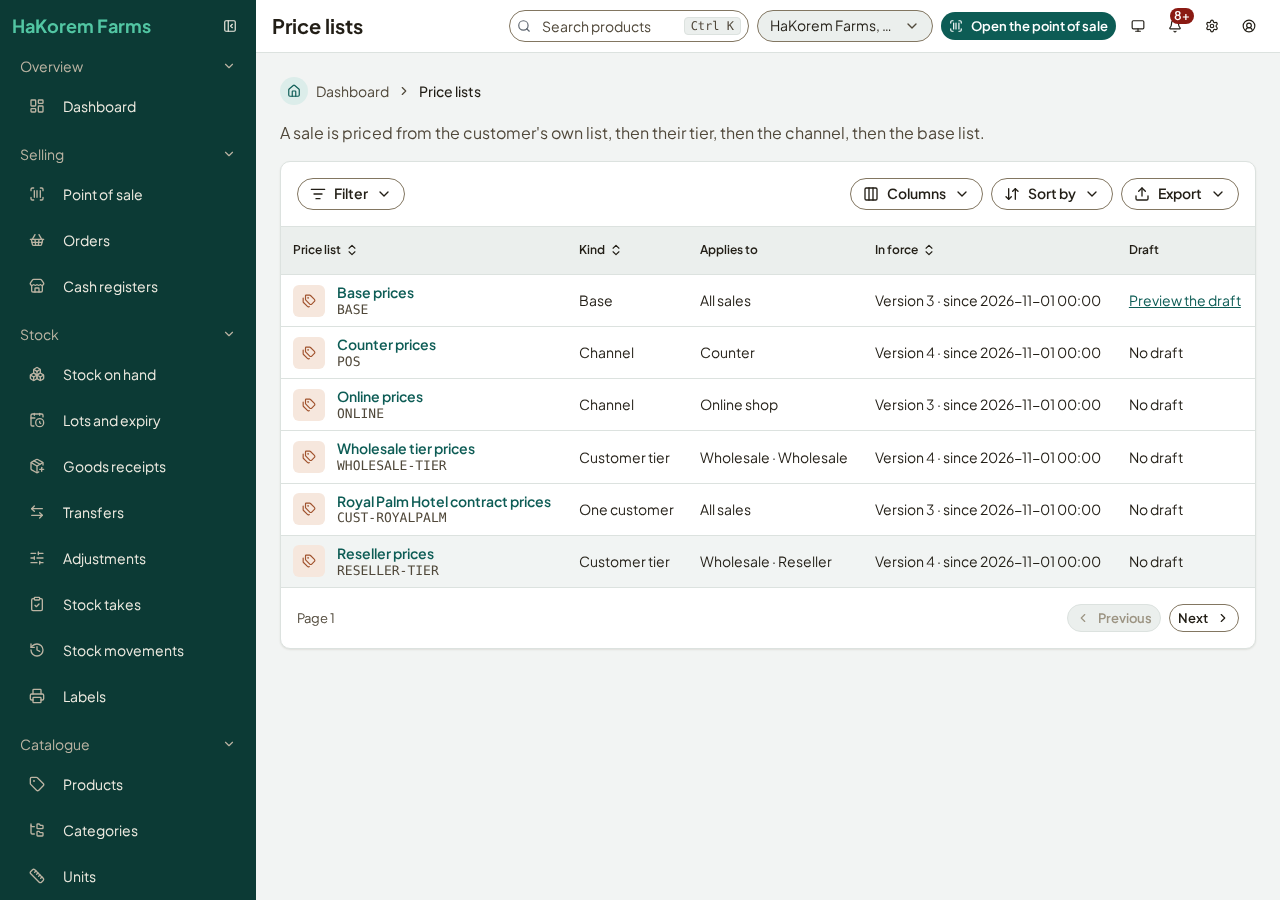 HaKorem Farms
Price lists
Search products
Ctrl K
HaKorem Farms, ...
Open the point of sale
8+
Overview
Dashboard
Selling
Point of sale
Orders
Cash registers
Stock
Stock on hand
Lots and expiry
Goods receipts
Transfers
Adjustments
Stock takes
Stock movements
Labels
Catalogue
Products
Categories
Units
Dashboard > Price lists
A sale is priced from the customer's own list, then their tier, then the channel, then the base list.
Filter
Columns
Sort by
Export
Price list Kind Applies to In force Draft
Base prices
BASE
Base All sales Version 3 · since 2026-11-01 00:00 Preview the draft
Counter prices
POS
Channel Counter Version 4 · since 2026-11-01 00:00 No draft
Online prices
ONLINE
Channel Online shop Version 3 · since 2026-11-01 00:00 No draft
Wholesale tier prices
WHOLESALE-TIER
Customer tier Wholesale · Wholesale Version 4 · since 2026-11-01 00:00 No draft
Royal Palm Hotel contract prices
CUST-ROYALPALM
One customer All sales Version 3 · since 2026-11-01 00:00 No draft
Reseller prices
RESELLER-TIER
Customer tier Wholesale · Reseller Version 4 · since 2026-11-01 00:00 No draft
Page 1
Previous
Next